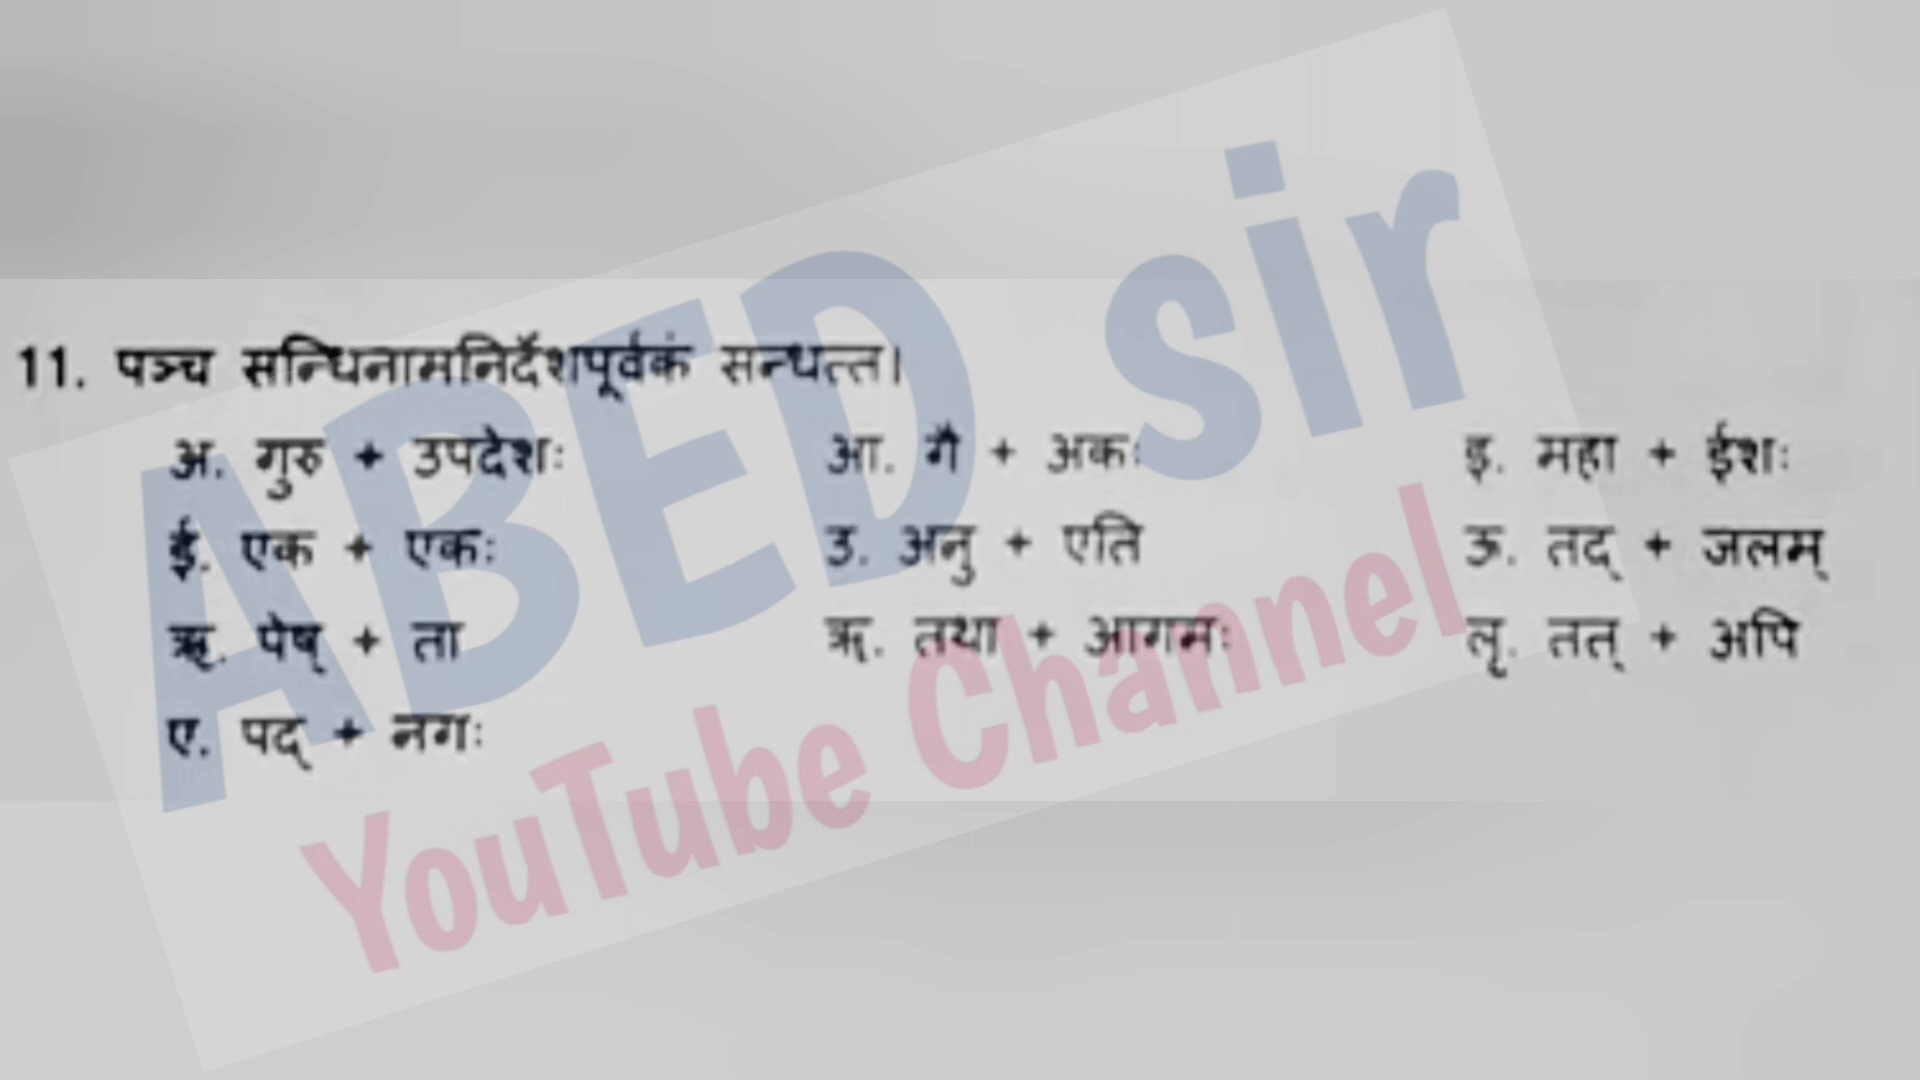 11. पञ्च सन्धिनामनिर्देशपूर्वकं सन्धत्त।
अ. गुरु + उपदेशः आ. गै + अकः इ. महा + ईशः
ई. एक + एकः उ. अनु + एति ऊ. तद् + जलम्
ऋ. पेष् + ता ॠ. तथा + आगमः लृ. तत् + अपि
ए. पद् + नगः
ABED sir
YouTube Channel